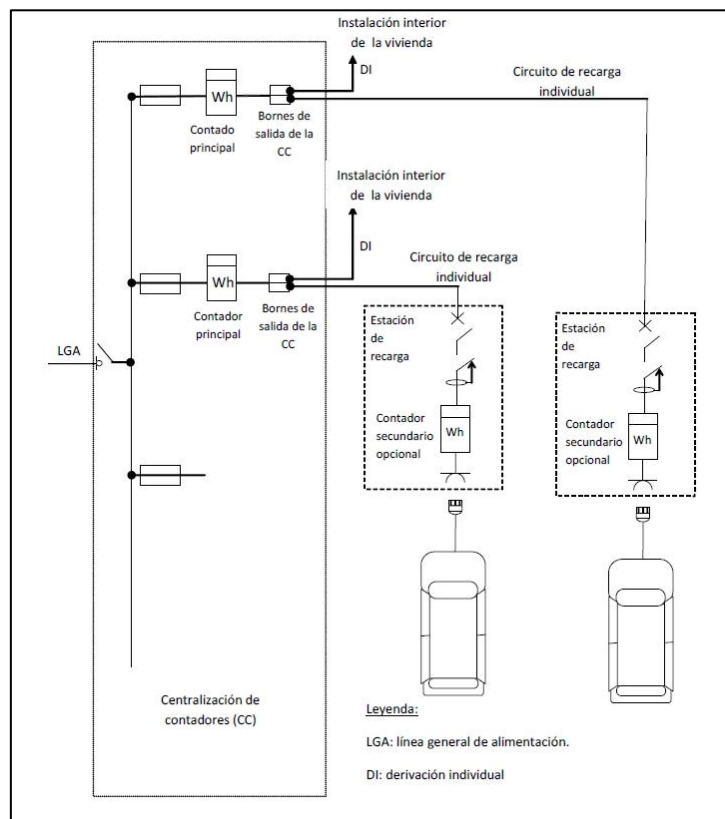 Instalación interior
de la vivienda
DI
Circuito de recarga
individual
Wh
Contado
principal
Bornes de
salida de la
CC
Instalación interior
de la vivienda
DI
Circuito de recarga
individual
Wh
Contador
principal
Bornes de
salida de la
CC
LGA
Estación
de
recarga
Contador
secundario
opcional
Wh
Estación
de
recarga
Contador
secundario
opcional
Wh
Centralización de
contadores (CC)
Leyenda:
LGA: línea general de alimentación.
DI: derivación individual